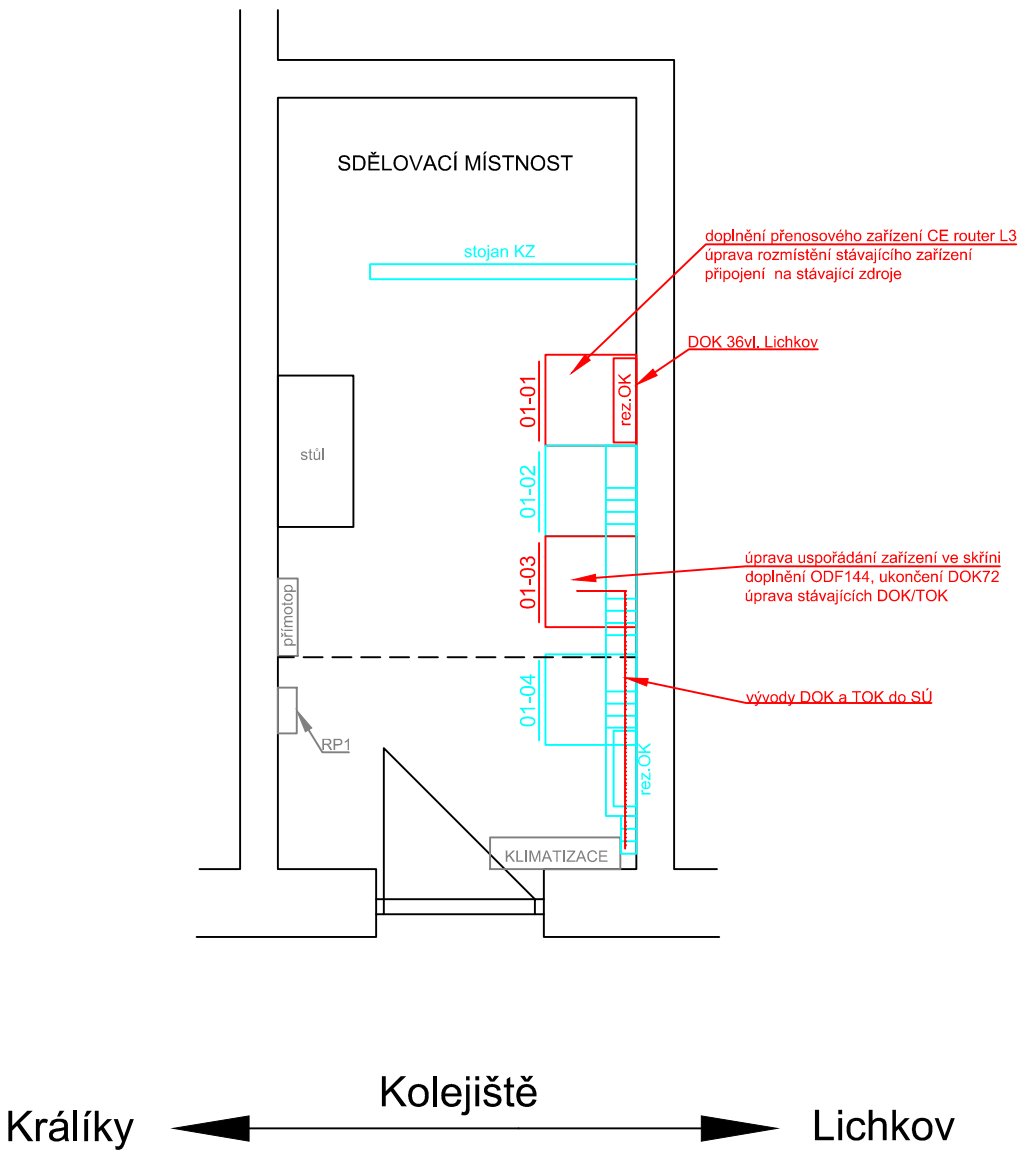 SDĚLOVACÍ MÍSTNOST
stojan KZ
doplnění přenosového zařízení CE router L3
úprava rozmístění stávajícího zařízení
připojení na stávající zdroje
DOK 36vl. Lichkov
01-01
rez.OK
stůl
01-02
01-03
úprava uspořádání zařízení ve skříni
doplnění ODF144, ukončení DOK72
úprava stávajících DOK/TOK
přímotop
01-04
vývody DOK a TOK do SÚ
RP1
rez.OK
KLIMATIZACE
Kolejiště
Králíky
Lichkov